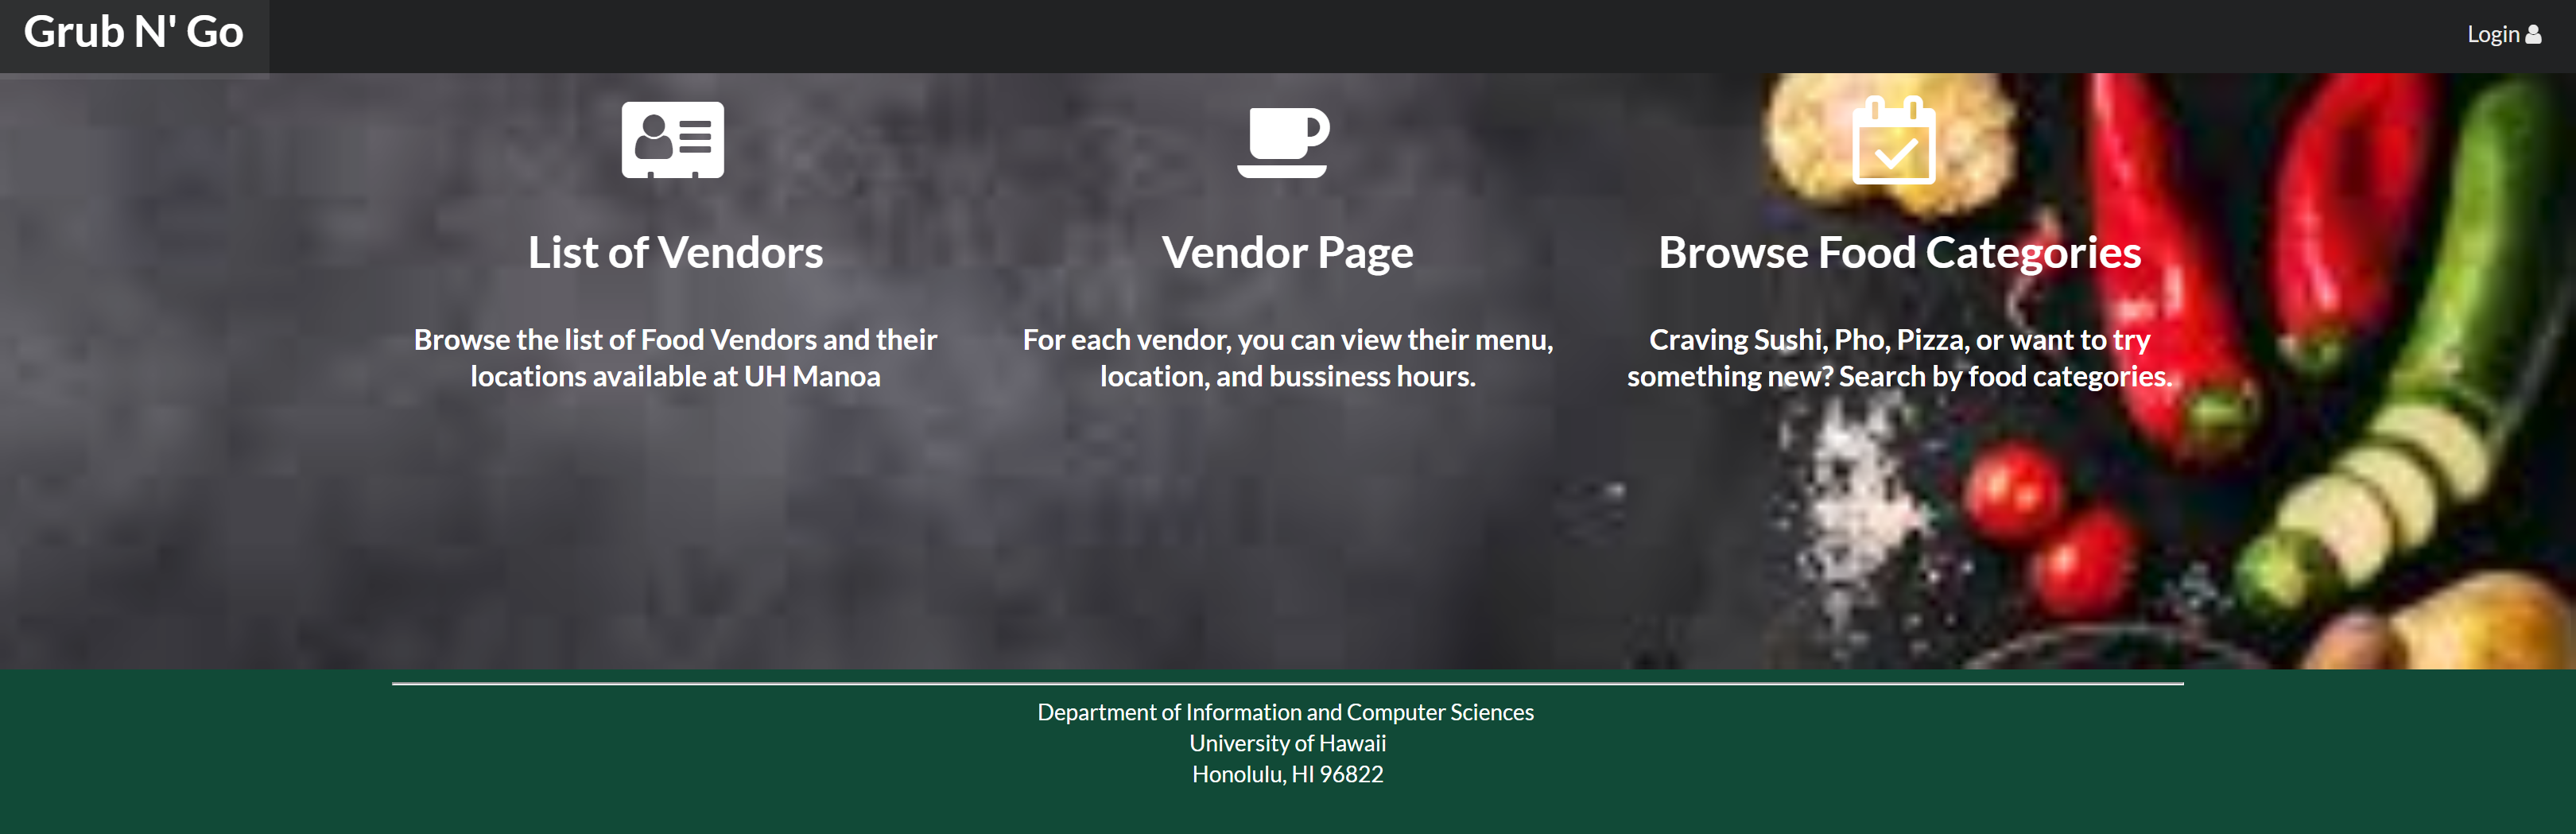 Grub N' Go
Login
List of Vendors
Browse the list of Food Vendors and their
locations available at UH Manoa
Vendor Page
For each vendor, you can view their menu,
location, and bussiness hours.
Browse Food Categories
Craving Sushi, Pho, Pizza, or want to try
something new? Search by food categories.
Department of Information and Computer Sciences
University of Hawaii
Honolulu, HI 96822